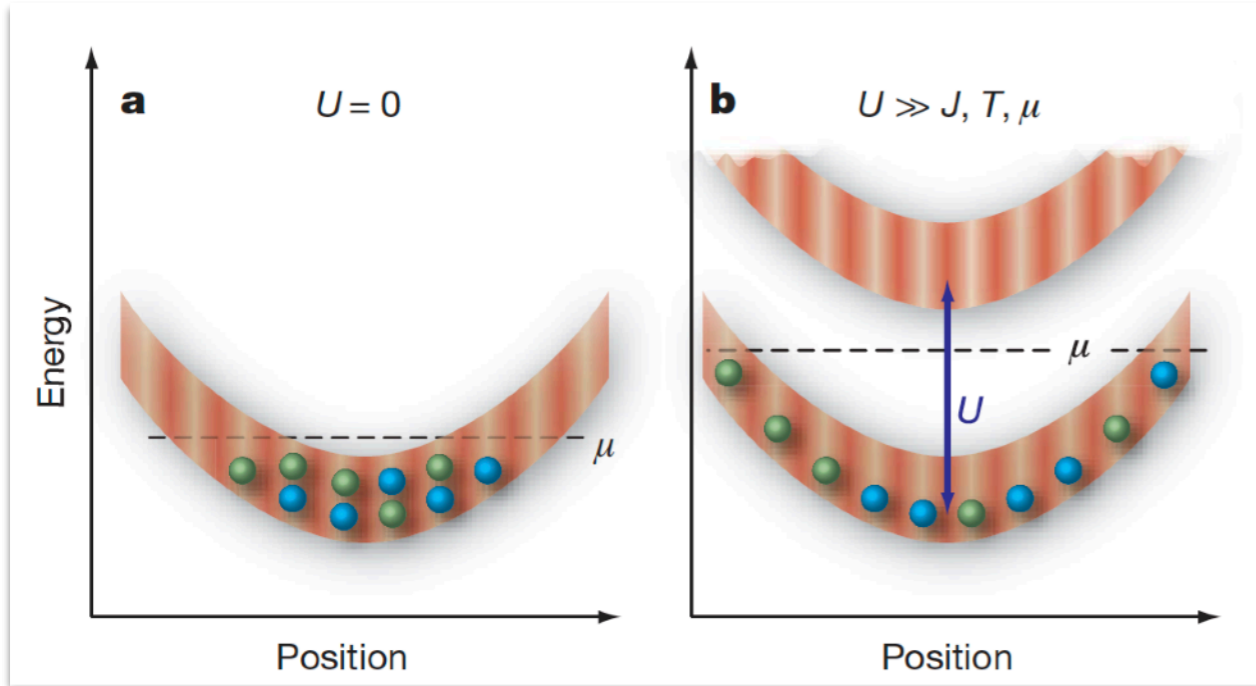 a
U = 0
Energy
μ
Position
b
U ≫ J, T, μ
μ
U
Position